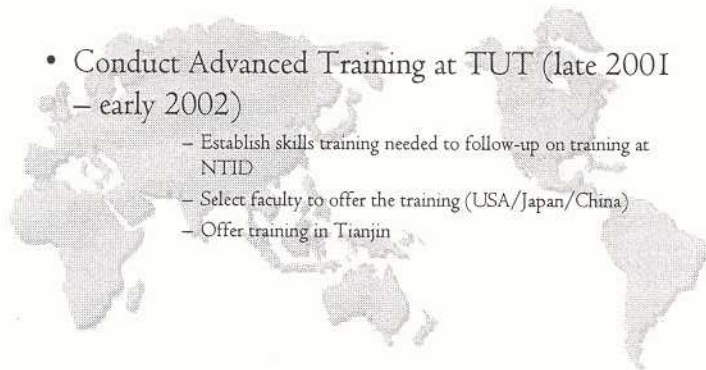 • Conduct Advanced Training at TUT (late 2001
– early 2002)
– Establish skills training needed to follow-up on training at
NTID
– Select faculty to offer the training (USA/Japan/China)
– Offer training in Tianjin